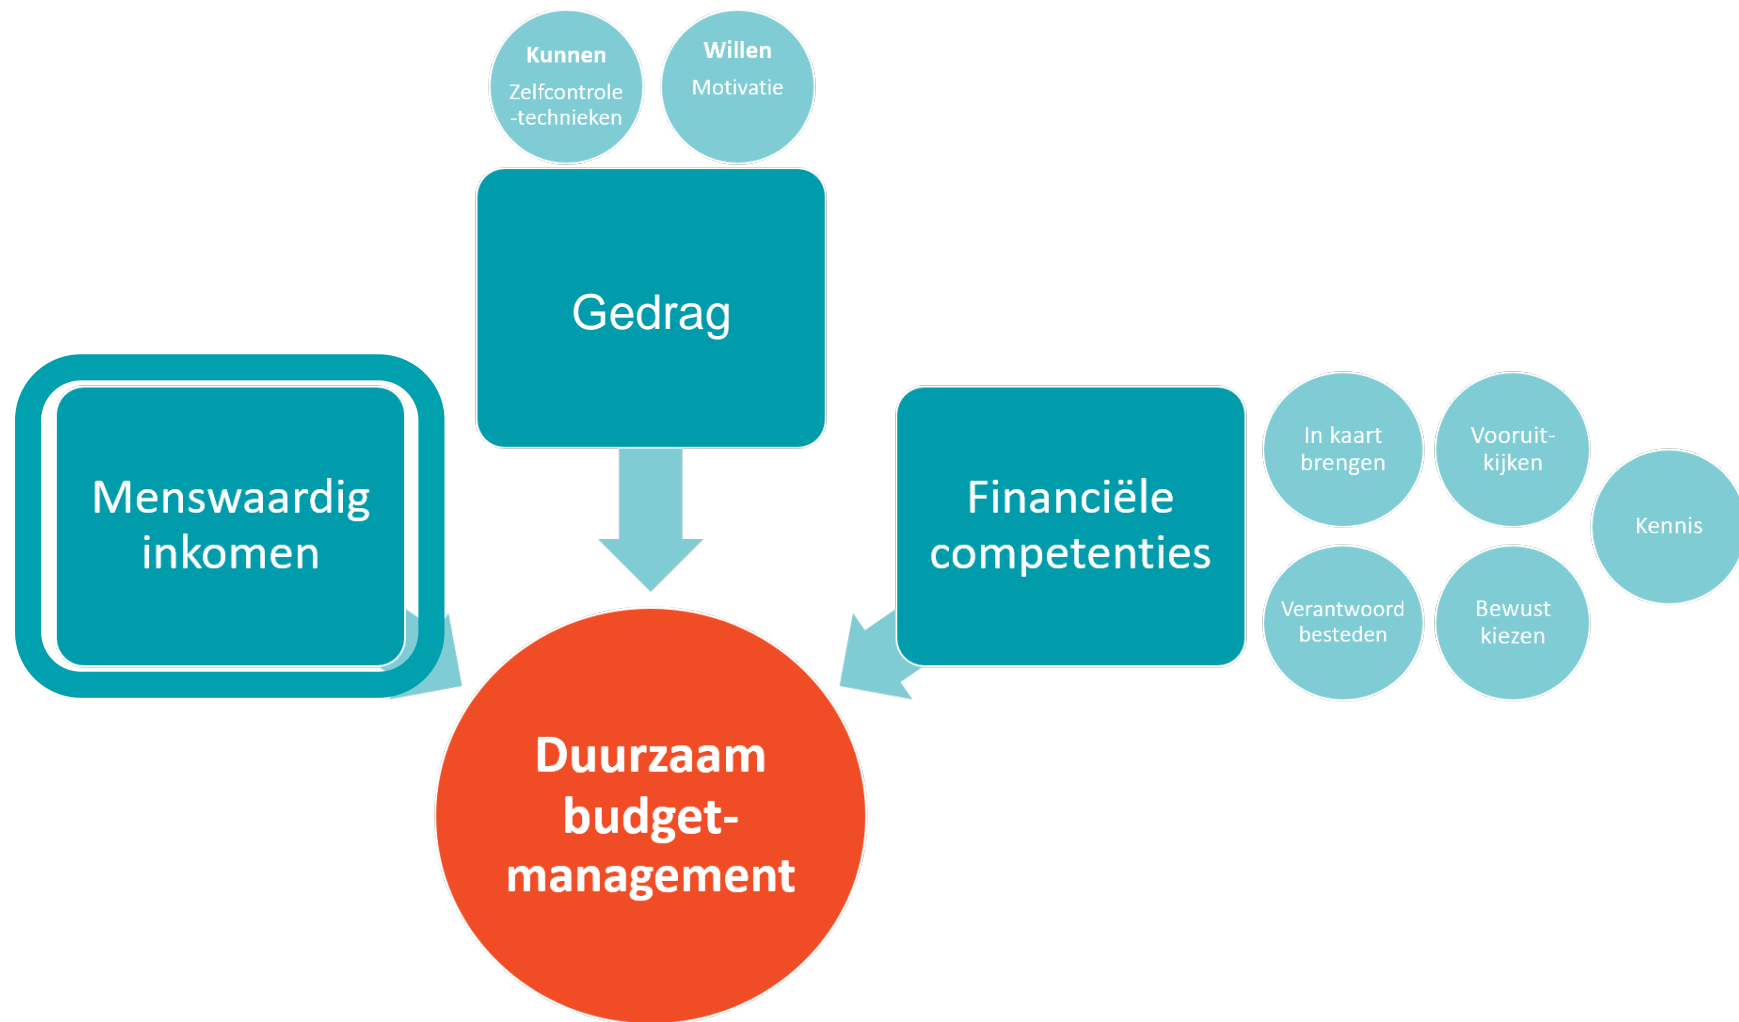 Kunnen
Zelfcontrole
-technieken
Willen
Motivatie
Gedrag
Menswaardig
inkomen
Financiële
competenties
In kaart
brengen
Vooruit-
kijken
Kennis
Verantwoord
besteden
Bewust
kiezen
Duurzaam
budget-
management